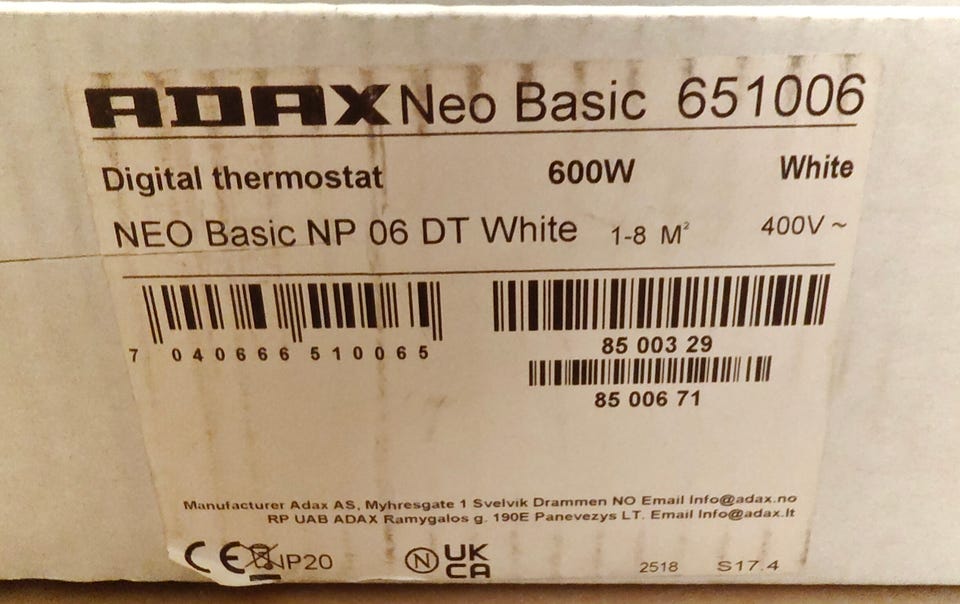 ADAX Neo Basic 651006
Digital thermostat 600W White
NEO Basic NP 06 DT White 1-8 M² 400V ~
7 040666 510065
85 003 29
85 006 71
Manufacturer Adax AS, Myhresgate 1 Svelvik Drammen NO Email Info@adax.no
RP UAB ADAX Ramygalos g. 190E Panevezys LT. Email Info@adax.lt
CE IP20 N UK CA 2518 S17.4